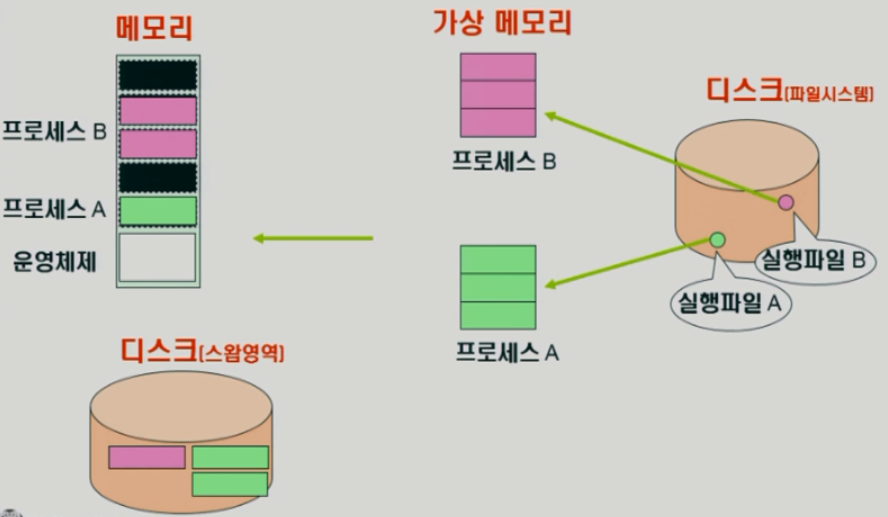 메모리
가상 메모리
디스크(파일시스템)
프로세스 B
프로세스 A
운영체제
프로세스 B
프로세스 A
실행파일 B
실행파일 A
디스크(스왑영역)